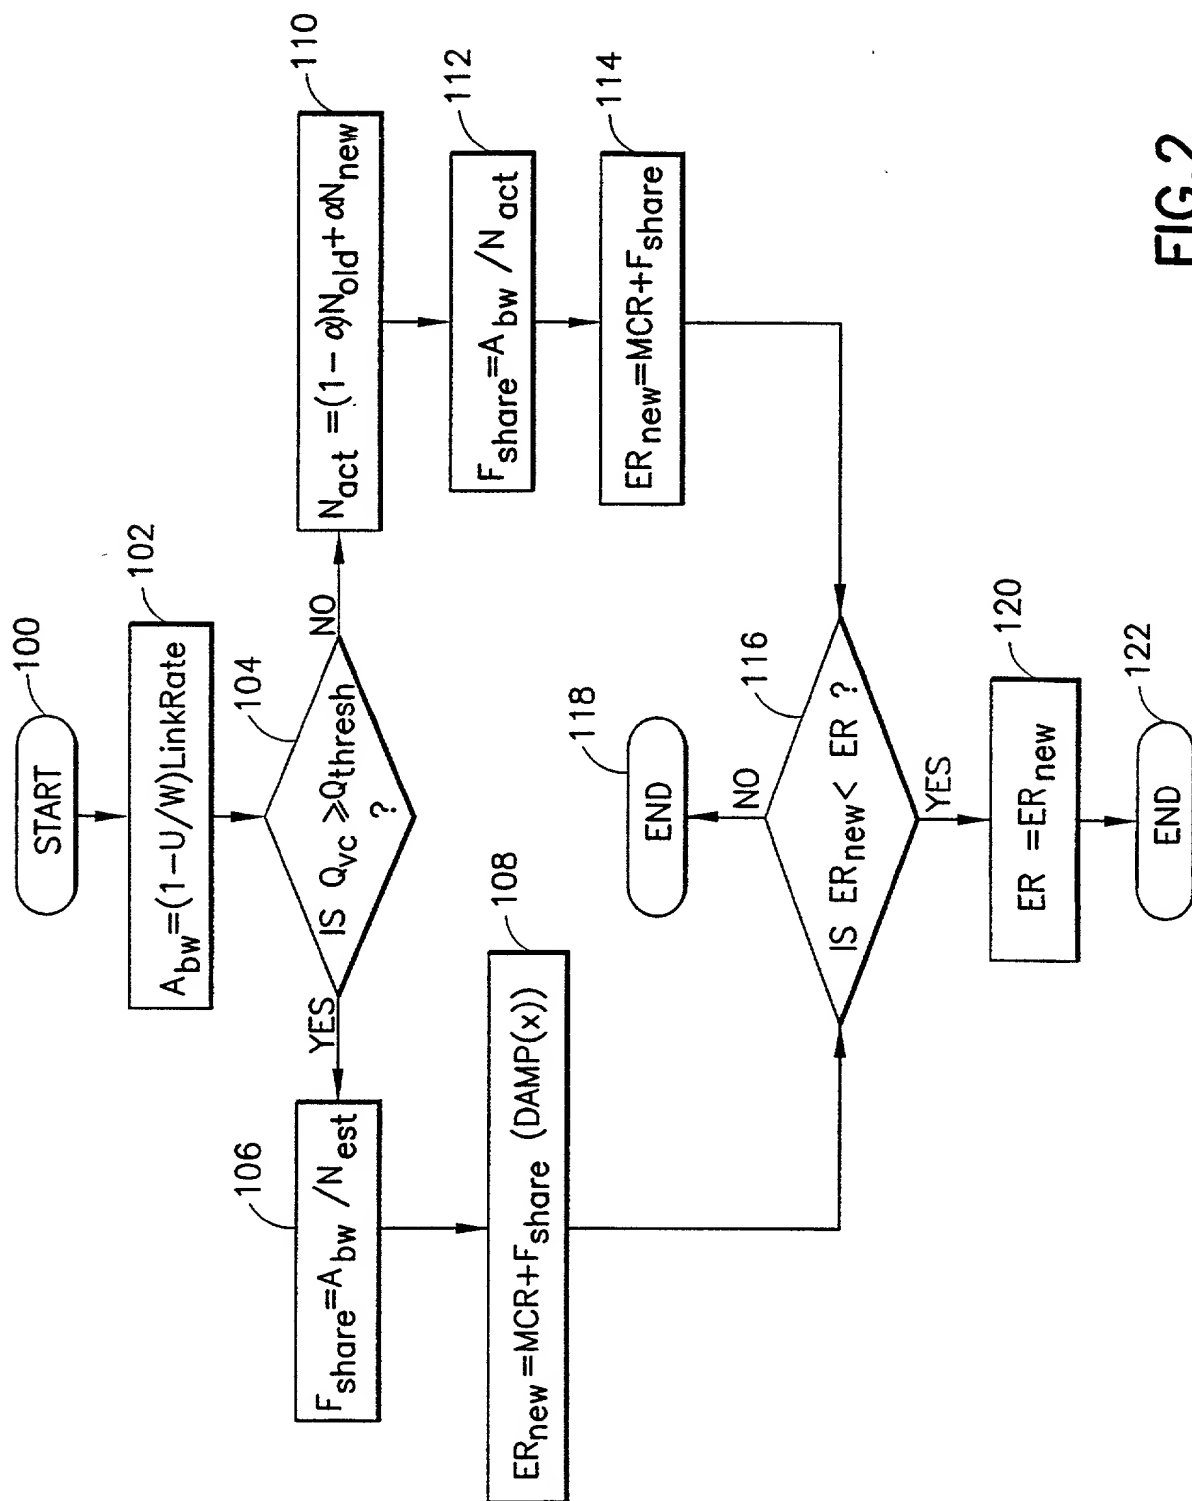 START
100
A_bw=(1-U/W)LinkRate
102
IS Q_vc ≥Q_thresh
?
104
YES
NO
F_share=A_bw /N_est
106
ER_new=MCR+F_share (DAMP(x))
108
N_act =(1-α)N_old+αN_new
110
F_share=A_bw /N_act
112
ER_new=MCR+F_share
114
IS ER_new< ER ?
116
NO
END
118
YES
ER =ER_new
120
END
122
FIG.2